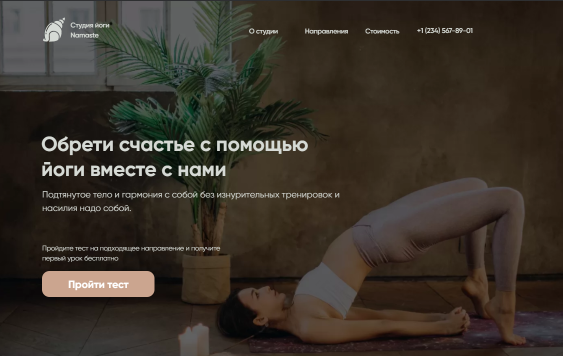 Студия йоги
Namaste
О студии Направления Стоимость +1 (234) 567-89-01
Обрети счастье с помощью
йоги вместе с нами
Подтянутое тело и гармония с собой без изнурительных тренировок и
насилия надо собой.
Пройдите тест на подходящее направление и получите
первый урок бесплатно
Пройти тест